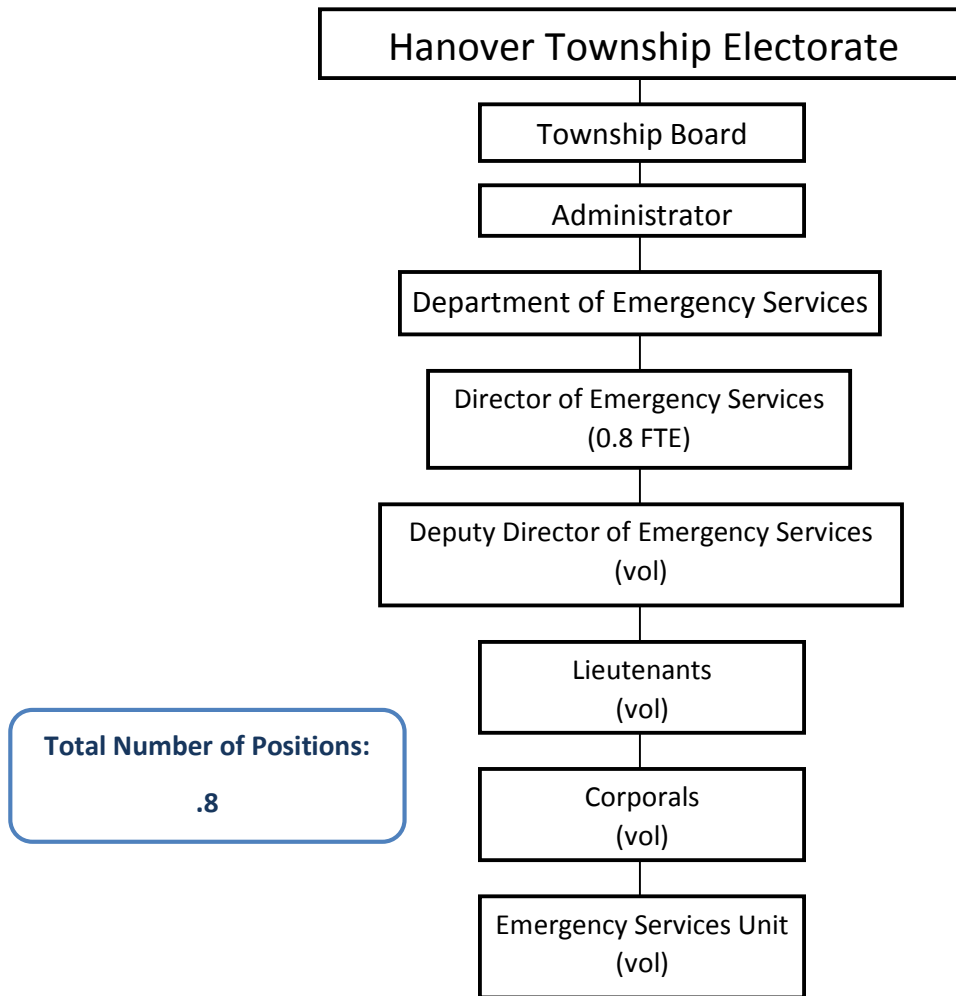 Hanover Township Electorate
Township Board
Administrator
Department of Emergency Services
Director of Emergency Services
(0.8 FTE)
Deputy Director of Emergency Services
(vol)
Lieutenants
(vol)
Total Number of Positions:
.8
Corporals
(vol)
Emergency Services Unit
(vol)